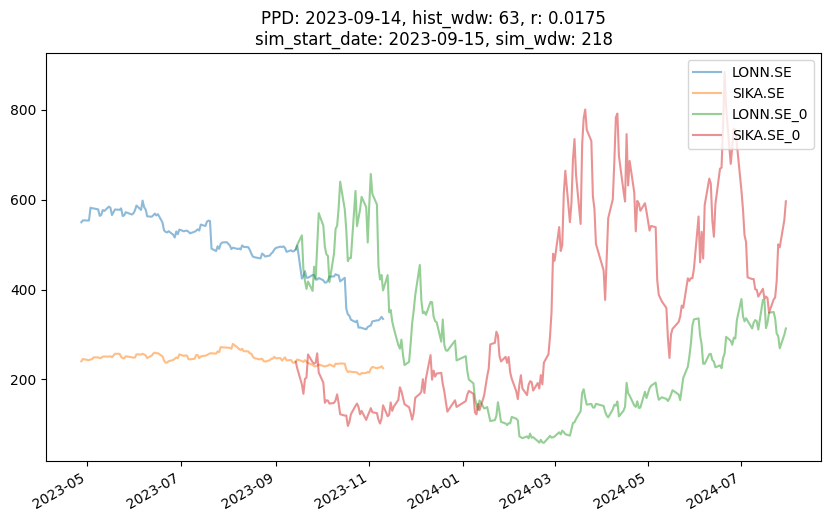 PPD: 2023-09-14, hist_wdw: 63, r: 0.0175
sim_start_date: 2023-09-15, sim_wdw: 218
LONN.SE
SIKA.SE
LONN.SE_0
SIKA.SE_0
800
600
400
200
2023-05
2023-07
2023-09
2023-11
2024-01
2024-03
2024-05
2024-07